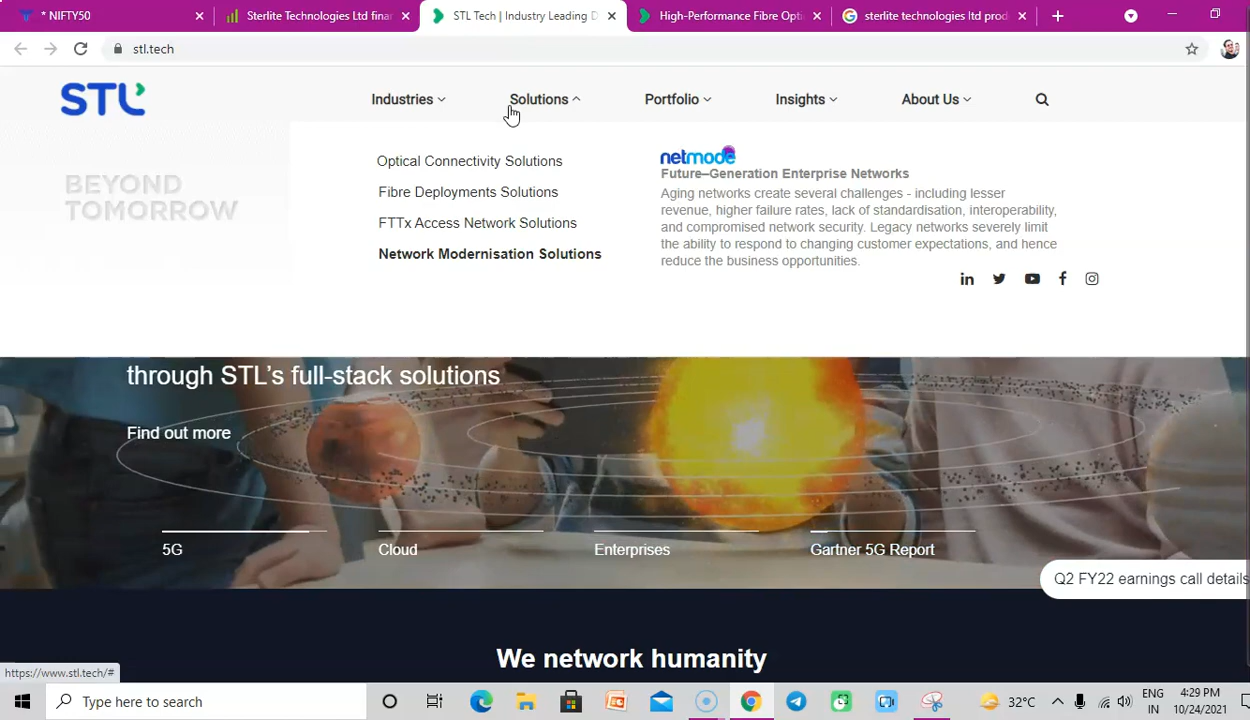 * NIFTY50
Sterlite Technologies Ltd finan
STL Tech | Industry Leading D
High-Performance Fibre Opti
sterlite technologies ltd prod
stl.tech
STL
Industries
Solutions
Portfolio
Insights
About Us
BEYOND
TOMORROW
Optical Connectivity Solutions
Fibre Deployments Solutions
FTTx Access Network Solutions
Network Modernisation Solutions
netmode
Future–Generation Enterprise Networks
Aging networks create several challenges - including lesser
revenue, higher failure rates, lack of standardisation, interoperability,
and compromised network security. Legacy networks severely limit
the ability to respond to changing customer expectations, and hence
reduce the business opportunities.
through STL’s full-stack solutions
Find out more
5G
Cloud
Enterprises
Gartner 5G Report
Q2 FY22 earnings call details
We network humanity
https://www.stl.tech/#
Type here to search
32°C
ENG
IN
4:29 PM
10/24/2021